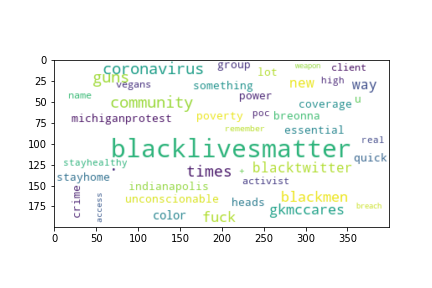 0
25
50
75
100
125
150
175
0 50 100 150 200 250 300 350
coronavirus group weapon client
guns lot
vegans something new high way
name power u
community coverage
michiganprotest poverty poc breonna
remember essential
blacklivesmatter real
stayhealthy quick
stayhome times blacktwitter
indianapolis activist
crime access unconscionable heads blackmen
color fuck gkmccares breach